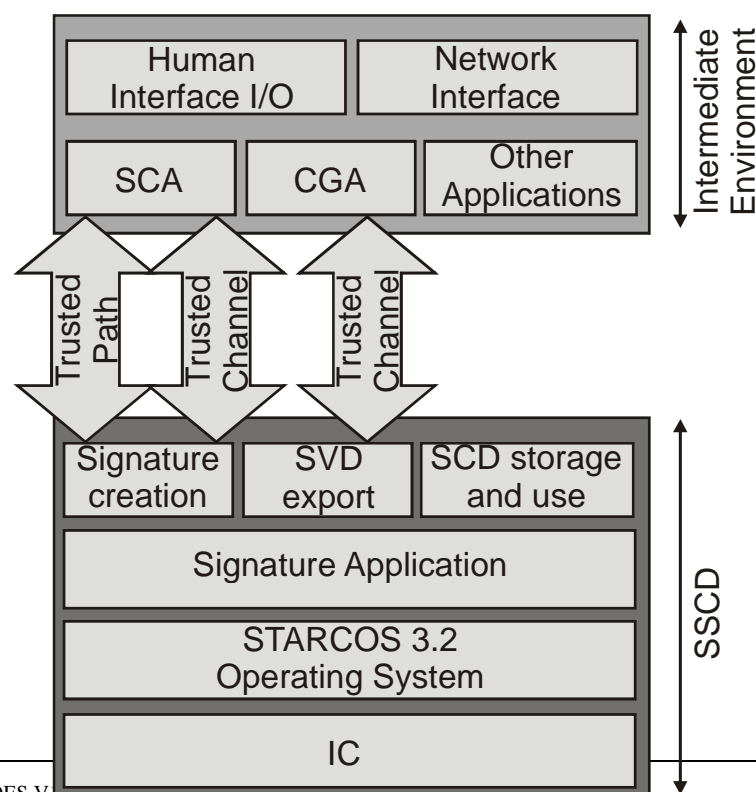 Human
Interface I/O
Network
Interface
SCA
CGA
Other
Applications
Intermediate
Environment
Trusted
Path
Trusted
Channel
Trusted
Channel
Signature
creation
SVD
export
SCD storage
and use
Signature Application
STARCOS 3.2
Operating System
IC
SSCD